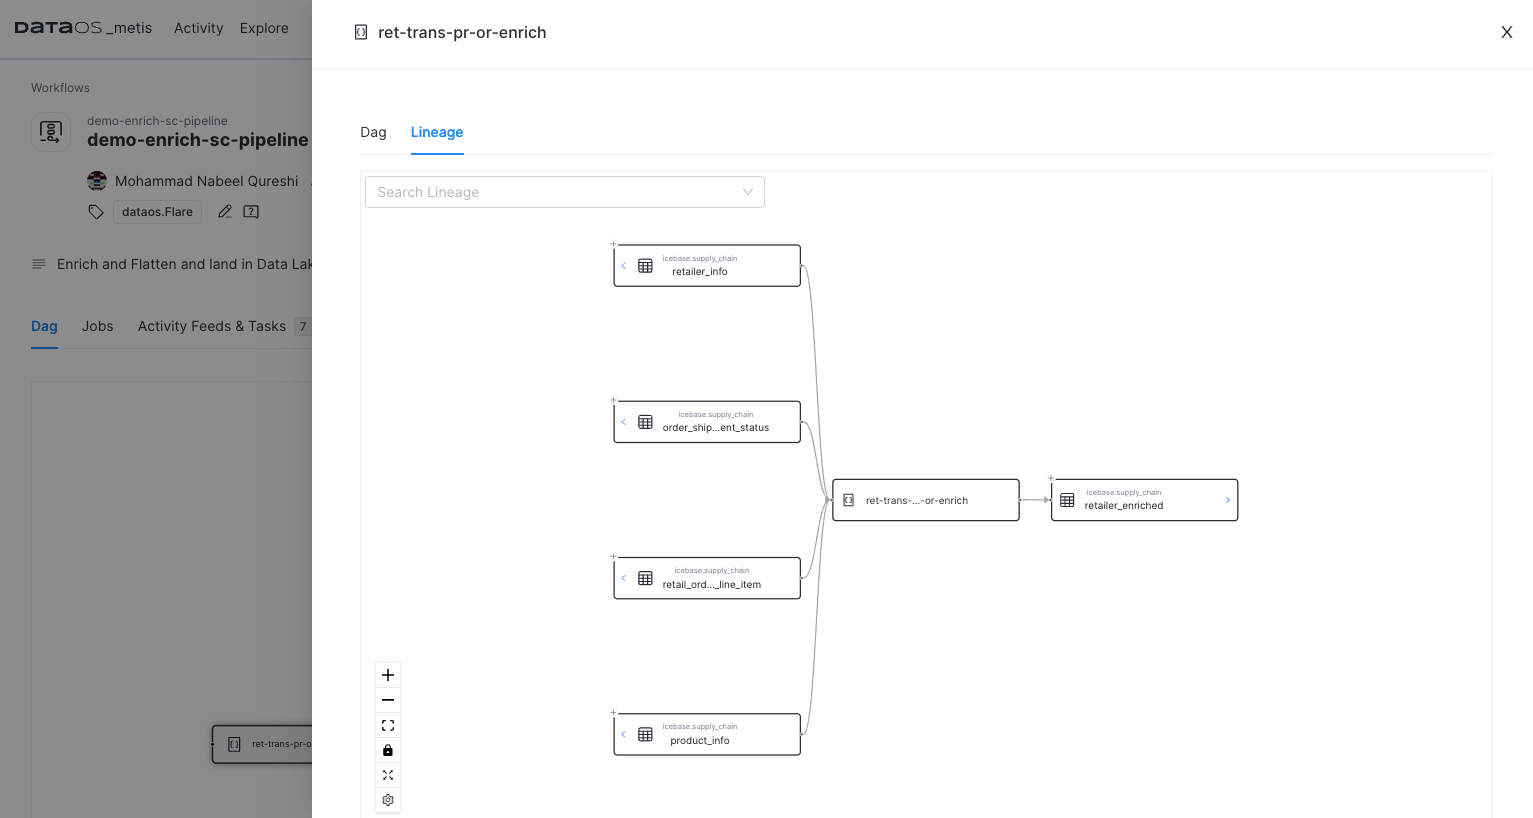 DATAOS_metis Activity Explore
Workflows
demo-enrich-sc-pipeline
demo-enrich-sc-pipeline
Mohammad Nabeel Qureshi
dataos.Flare
Enrich and Flatten and land in Data Lak
Dag Jobs Activity Feeds & Tasks 7
ret-trans-pr-o
ret-trans-pr-or-enrich
X
Dag Lineage
Search Lineage
icebase.supply_chain
retailer_info
icebase.supply_chain
order_ship...ent_status
ret-trans-...-or-enrich
icebase.supply_chain
retailer_enriched
icebase.supply_chain
retail_ord..._line_item
icebase.supply_chain
product_info